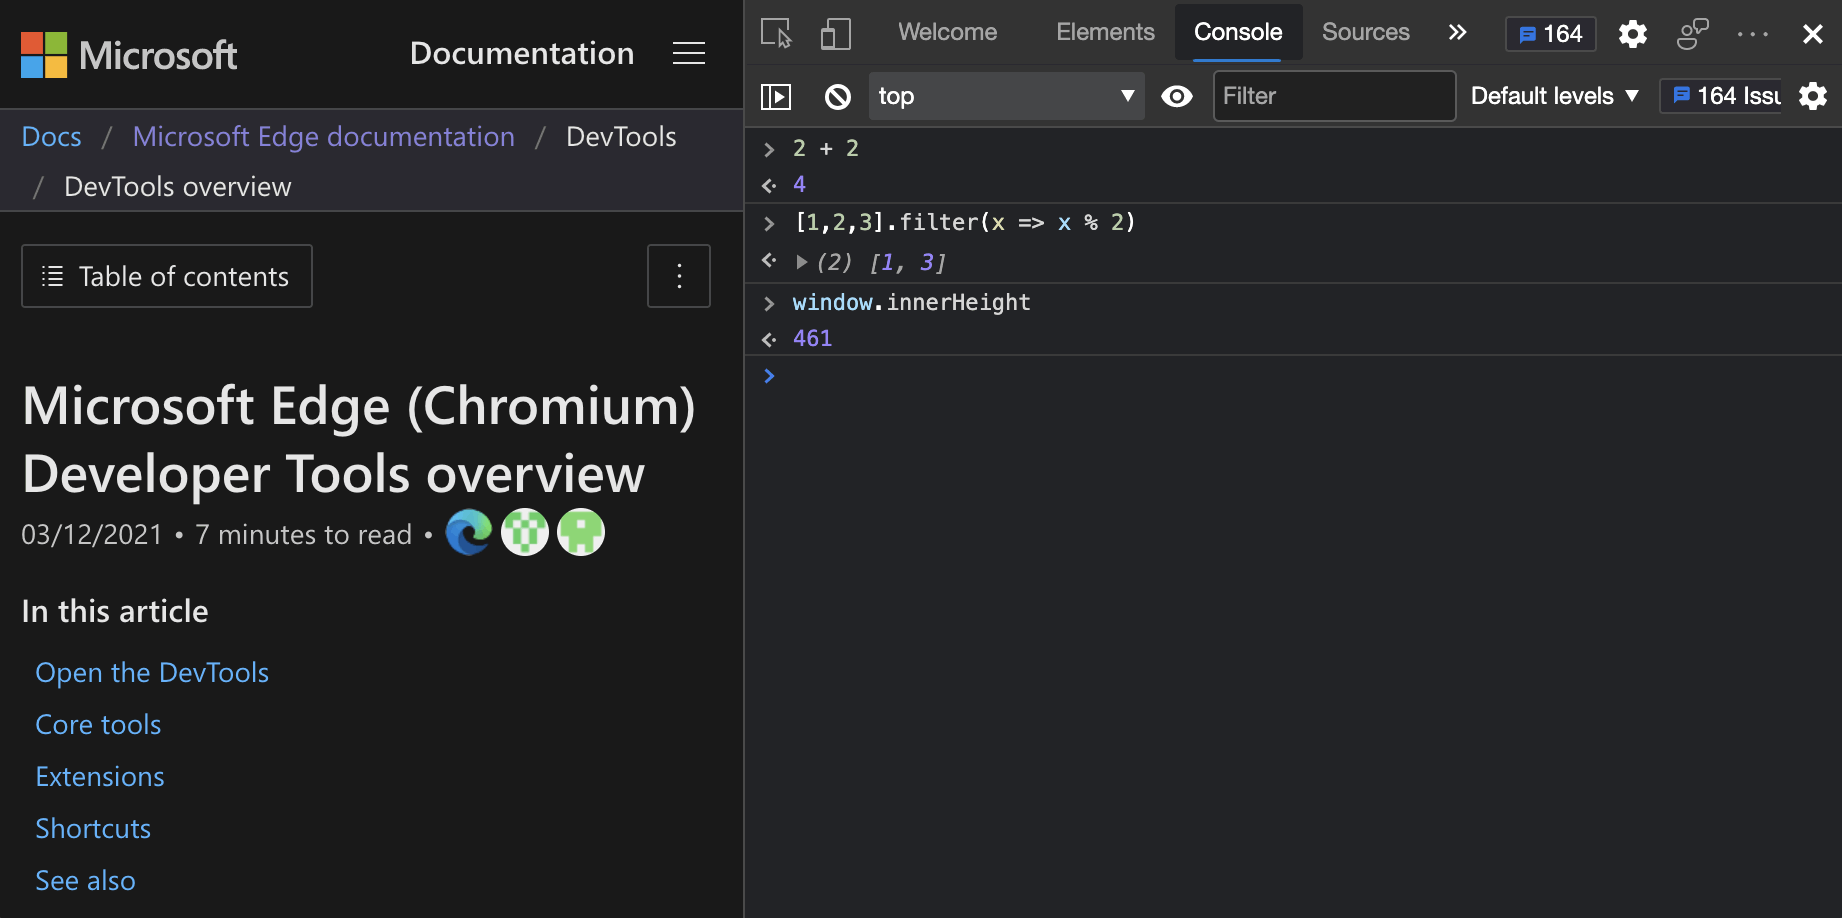 Microsoft
Documentation
Docs / Microsoft Edge documentation / DevTools
/ DevTools overview
Table of contents
Microsoft Edge (Chromium)
Developer Tools overview
03/12/2021 • 7 minutes to read •
In this article
Open the DevTools
Core tools
Extensions
Shortcuts
See also
Welcome Elements Console Sources » 164
top Filter Default levels 164 Issu
> 2 + 2
4
> [1,2,3].filter(x => x % 2)
(2) [1, 3]
> window.innerHeight
461
>